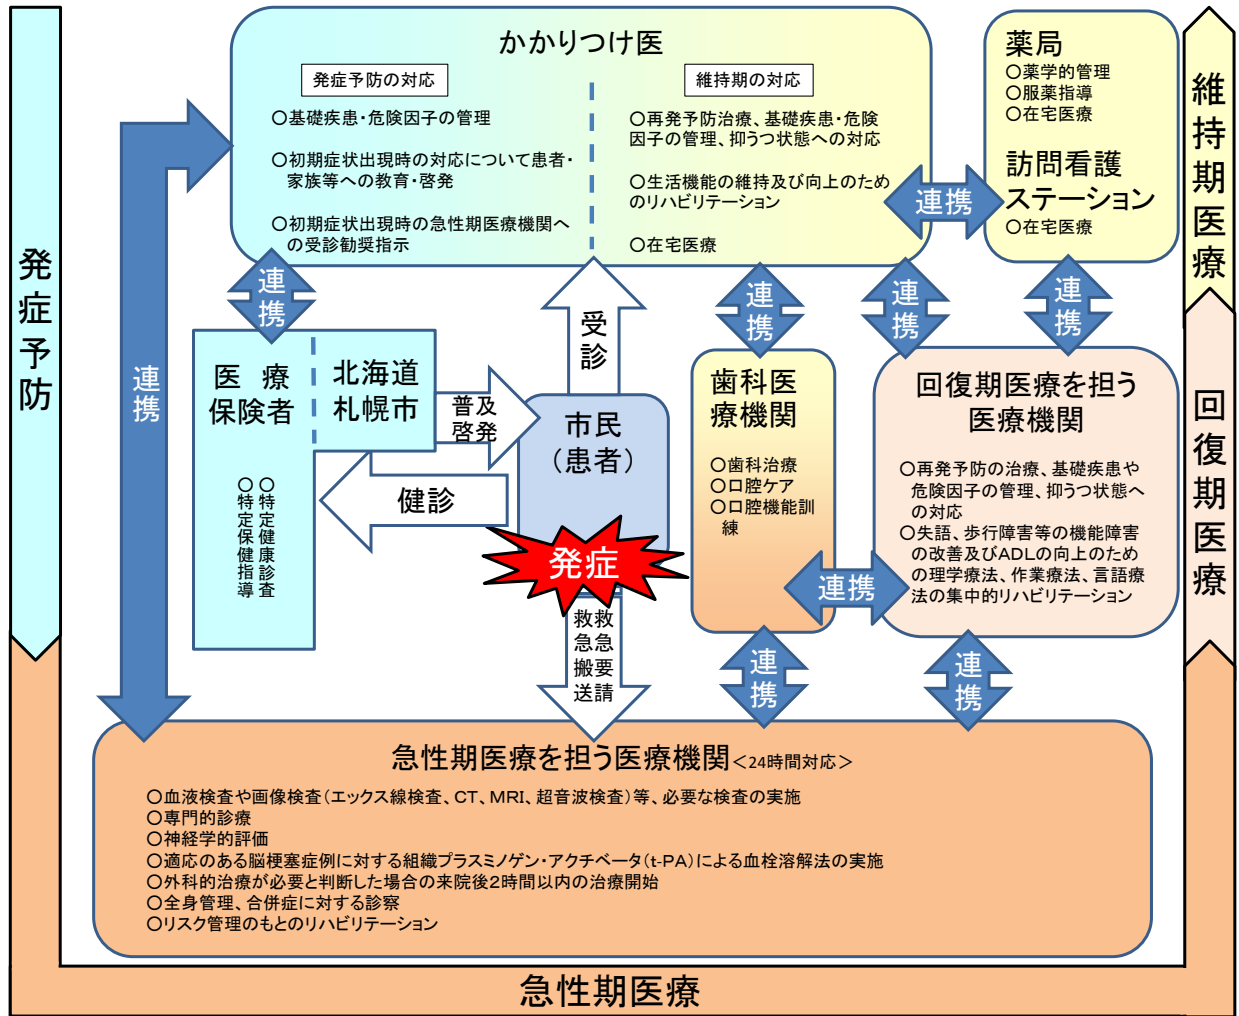 発症予防
かかりつけ医
発症予防の対応
○基礎疾患・危険因子の管理
○初期症状出現時の対応について患者・
家族等への教育・啓発
○初期症状出現時の急性期医療機関へ
の受診勧奨指示
維持期の対応
○再発予防治療、基礎疾患・危険
因子の管理、抑うつ状態への対応
○生活機能の維持及び向上のため
のリハビリテーション
○在宅医療
連携
薬局
○薬学的管理
○服薬指導
○在宅医療
訪問看護
ステーション
○在宅医療
維持期医療
連携
連携
連携
連携
連携
受診
医療
保険者
○特定健康診査
○特定保健指導
北海道
札幌市
普及
啓発
健診
市民
（患者）
発症
救急要請
救急搬送
歯科医
療機関
○歯科治療
○口腔ケア
○口腔機能訓
練
連携
回復期医療を担う
医療機関
○再発予防の治療、基礎疾患や
危険因子の管理、抑うつ状態へ
の対応
○失語、歩行障害等の機能障害
の改善及びADLの向上のため
の理学療法、作業療法、言語療
法の集中的リハビリテーション
回復期医療
連携
連携
急性期医療を担う医療機関＜24時間対応＞
○血液検査や画像検査（エックス線検査、CT、MRI、超音波検査）等、必要な検査の実施
○専門的診療
○神経学的評価
○適応のある脳梗塞症例に対する組織プラスミノゲン・アクチベータ（t-PA）による血栓溶解法の実施
○外科的治療が必要と判断した場合の来院後2時間以内の治療開始
○全身管理、合併症に対する診察
○リスク管理のもとのリハビリテーション
急性期医療